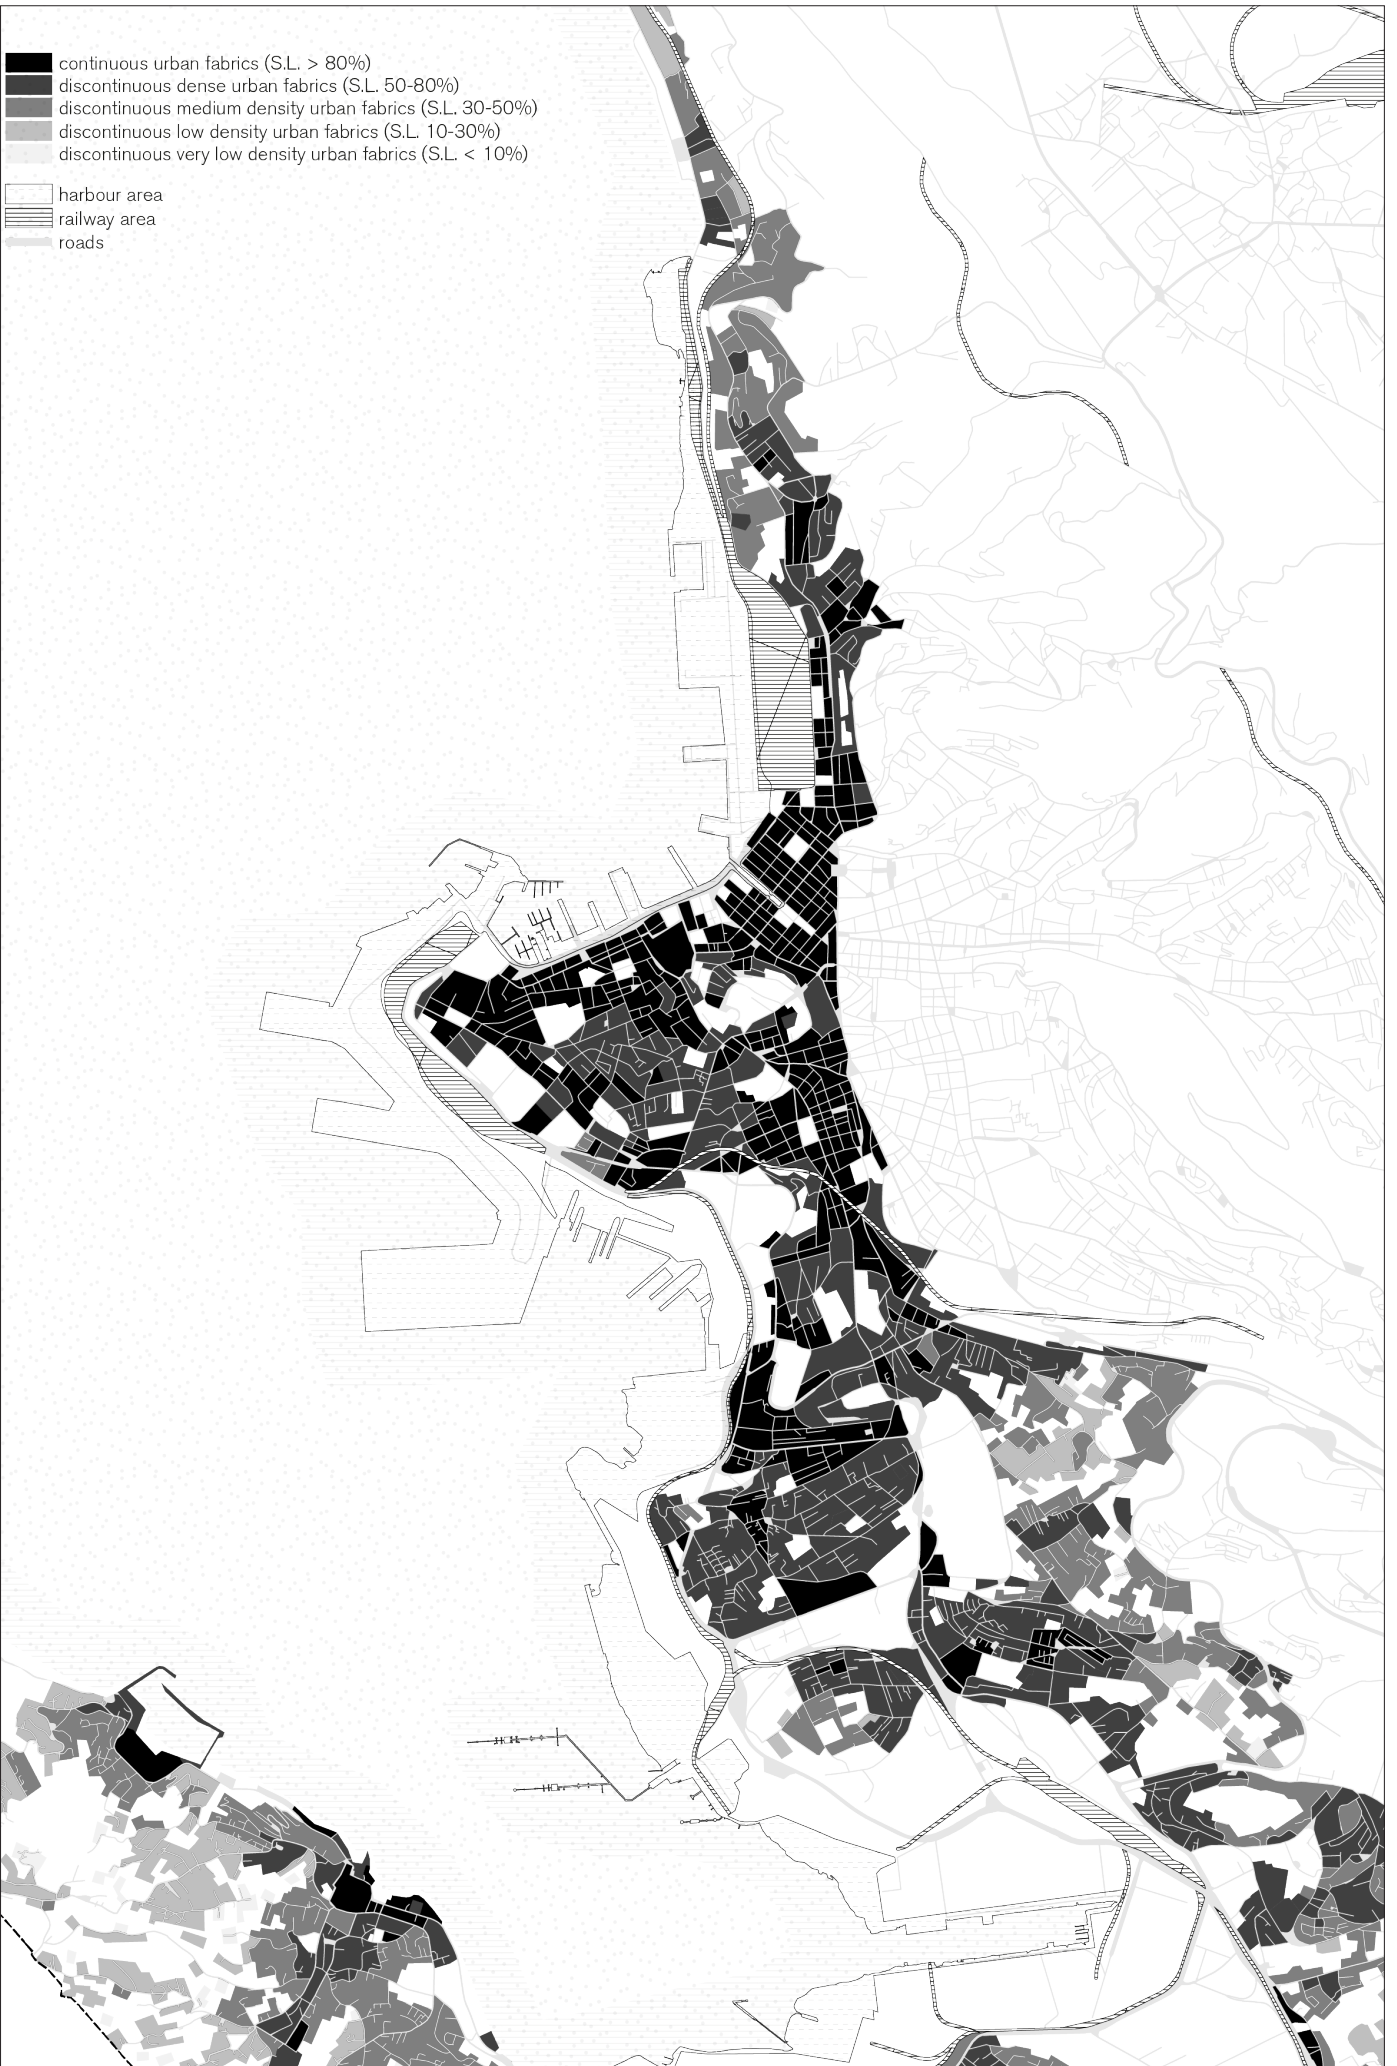 continuous urban fabrics (S.L. > 80%)
discontinuous dense urban fabrics (S.L. 50-80%)
discontinuous medium density urban fabrics (S.L. 30-50%)
discontinuous low density urban fabrics (S.L. 10-30%)
discontinuous very low density urban fabrics (S.L. < 10%)
harbour area
railway area
roads